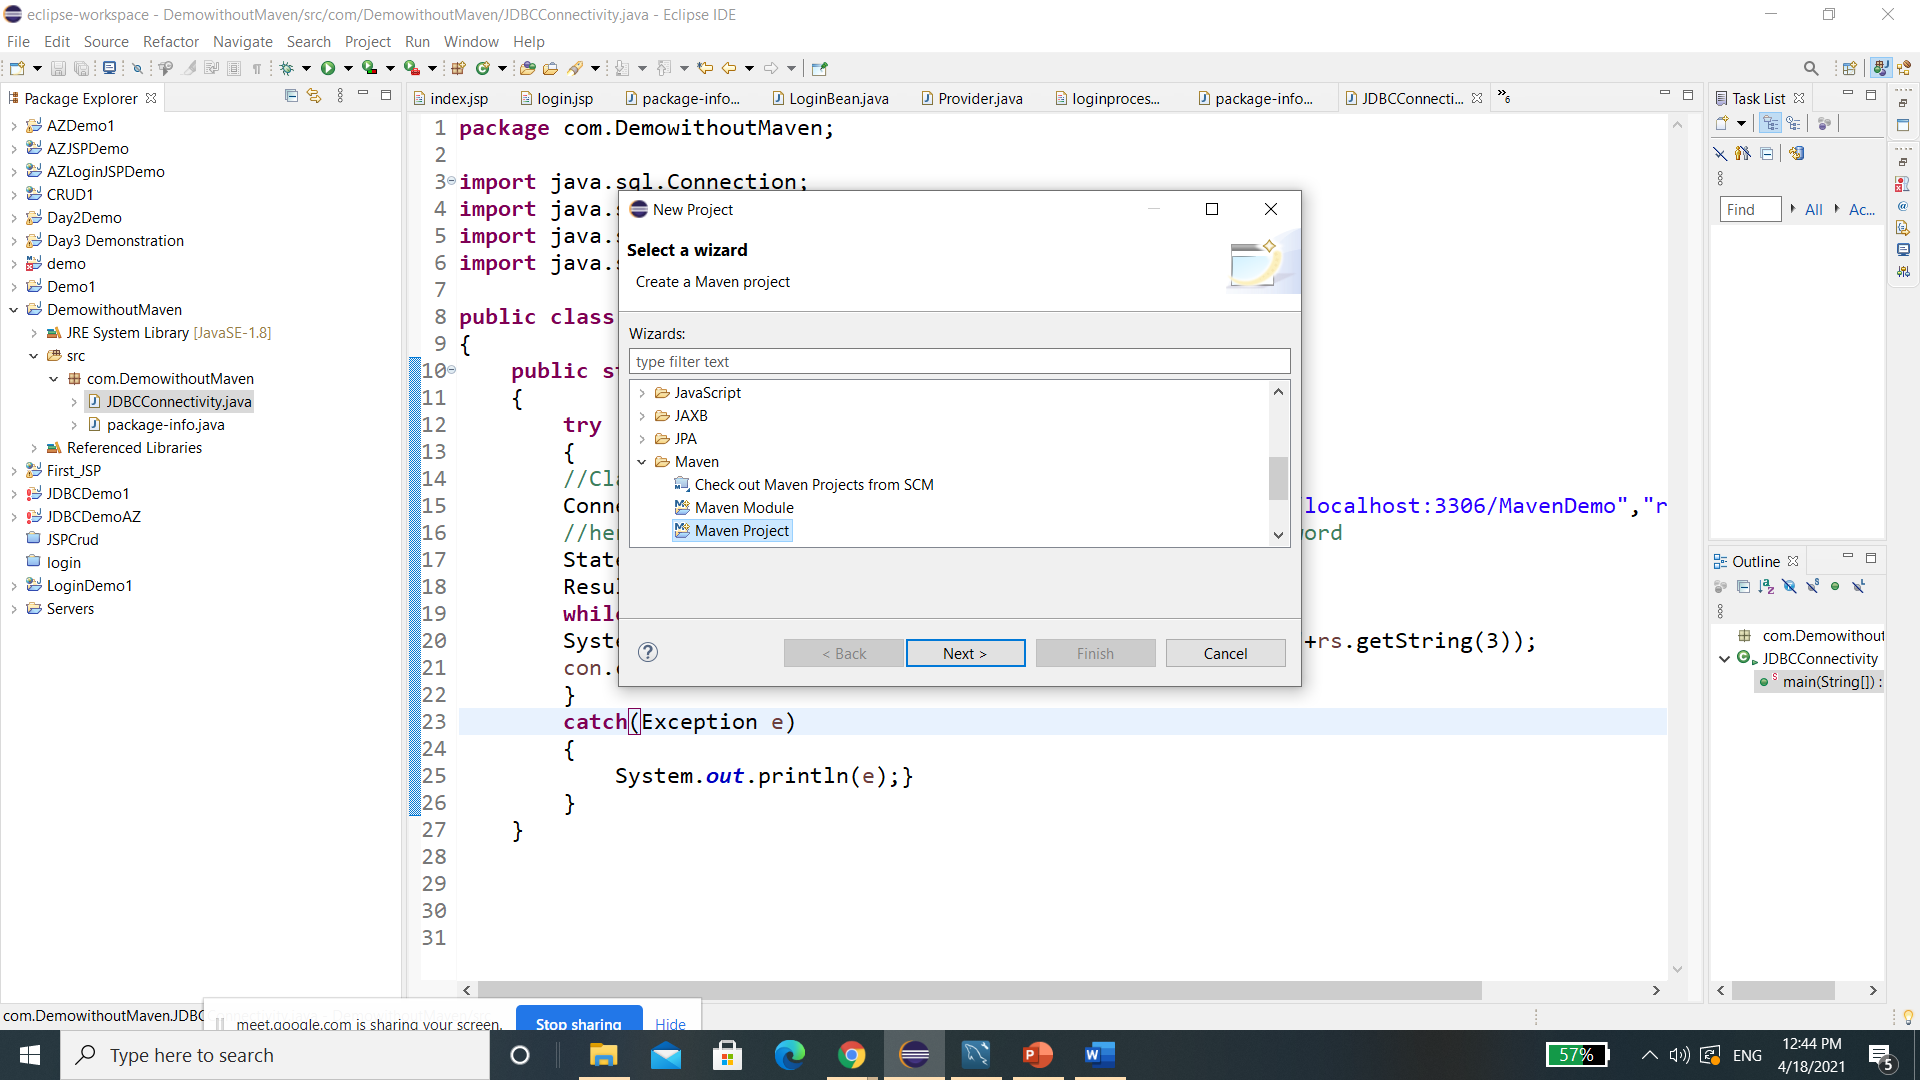 eclipse-workspace - DemowithoutMaven/src/com/DemowithoutMaven/JDBCConnectivity.java - Eclipse IDE
File Edit Source Refactor Navigate Search Project Run Window Help
Package Explorer
AZDemo1
AZJSPDemo
AZLoginJSPDemo
CRUD1
Day2Demo
Day3 Demonstration
demo
Demo1
DemowithoutMaven
JRE System Library [JavaSE-1.8]
src
com.DemowithoutMaven
JDBCConnectivity.java
package-info.java
Referenced Libraries
First_JSP
JDBCDemo1
JDBCDemoAZ
JSPCrud
login
LoginDemo1
Servers
index.jsp login.jsp package-info... LoginBean.java Provider.java loginproces... package-info... JDBCConnecti... »6
1 package com.DemowithoutMaven;
2
3 import java.sql.Connection;
4 import java.
5 import java.
6 import java.
7
8 public class
9 {
10 public
11 {
12 try
13 {
14
15 localhost:3306/MavenDemo","r
16
17
18
19
20 +rs.getString(3));
21 con.
22 }
23 catch(Exception e)
24 {
25 System.out.println(e);}
26 }
27 }
28
29
30
31
New Project
Select a wizard
Create a Maven project
Wizards:
type filter text
JavaScript
JAXB
JPA
Maven
Check out Maven Projects from SCM
Maven Module
Maven Project
< Back Next > Finish Cancel
Task List
Find All Ac...
Outline
com.Demowithout
JDBCConnectivity
main(String[]) :
com.DemowithoutMaven.JDBC
meet.google.com is sharing your screen. Stop sharing Hide
Type here to search
57%
ENG
12:44 PM
4/18/2021
5